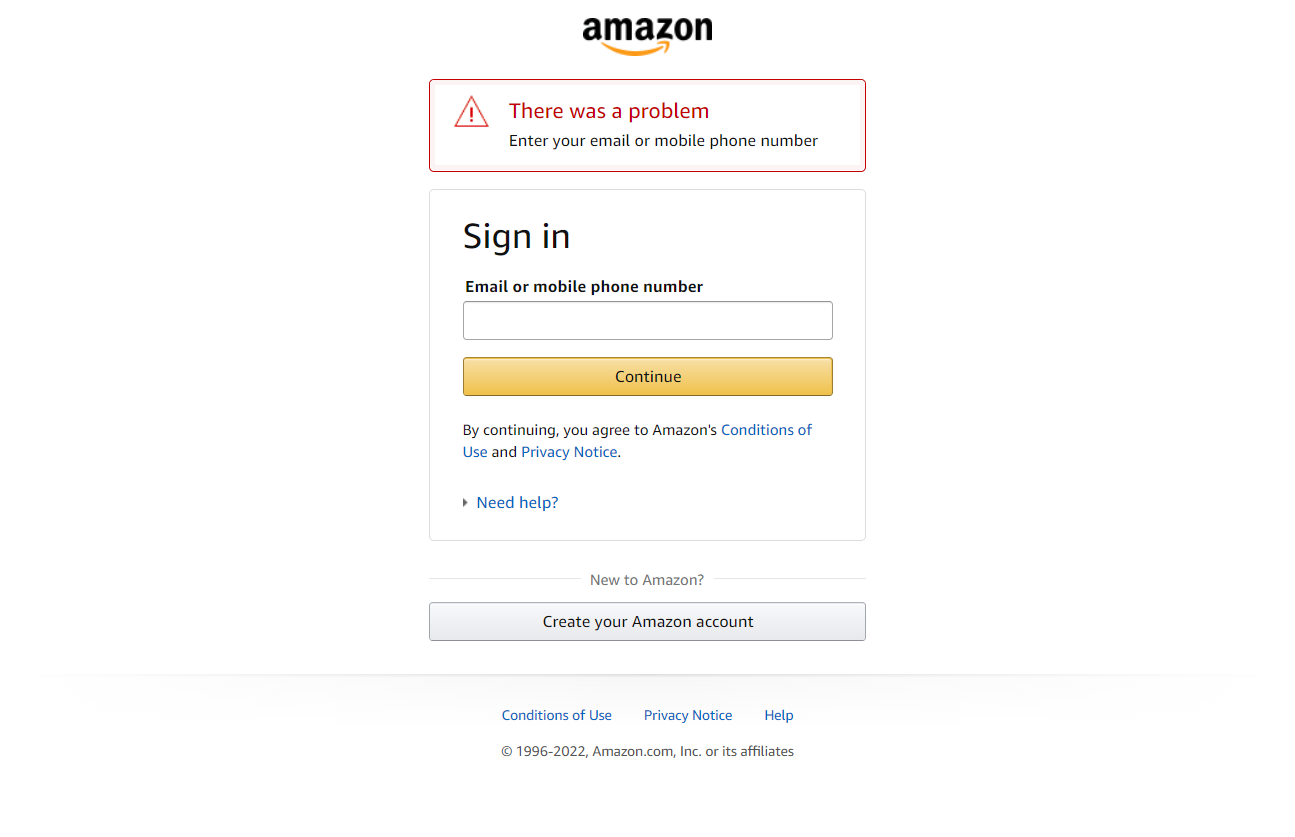 amazon
There was a problem
Enter your email or mobile phone number
Sign in
Email or mobile phone number
Continue
By continuing, you agree to Amazon's Conditions of
Use and Privacy Notice.
Need help?
New to Amazon?
Create your Amazon account
Conditions of Use Privacy Notice Help
© 1996-2022, Amazon.com, Inc. or its affiliates